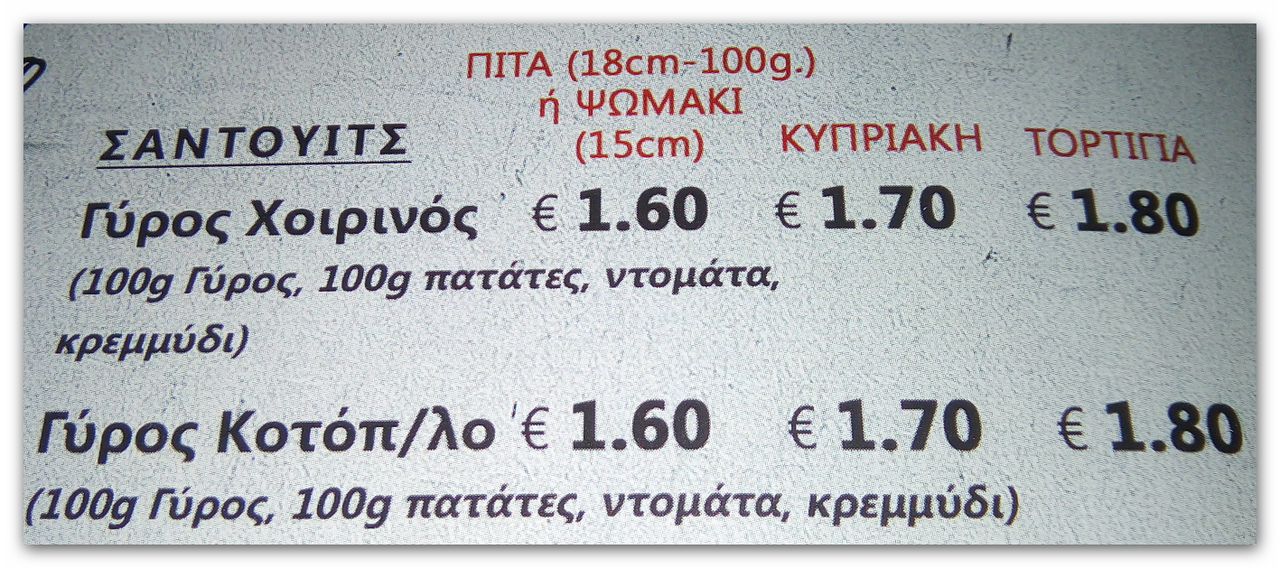 ΠΙΤΑ (18cm-100g.)
ή ΨΩΜΑΚΙ
ΣΑΝΤΟΥΙΤΣ (15cm) ΚΥΠΡΙΑΚΗ ΤΟΡΤΙΓΙΑ
Γύρος Χοιρινός € 1.60 € 1.70 € 1.80
(100g Γύρος, 100g πατάτες, ντομάτα,
κρεμμύδι)
Γύρος Κοτόπ/λο € 1.60 € 1.70 € 1.80
(100g Γύρος, 100g πατάτες, ντομάτα, κρεμμύδι)